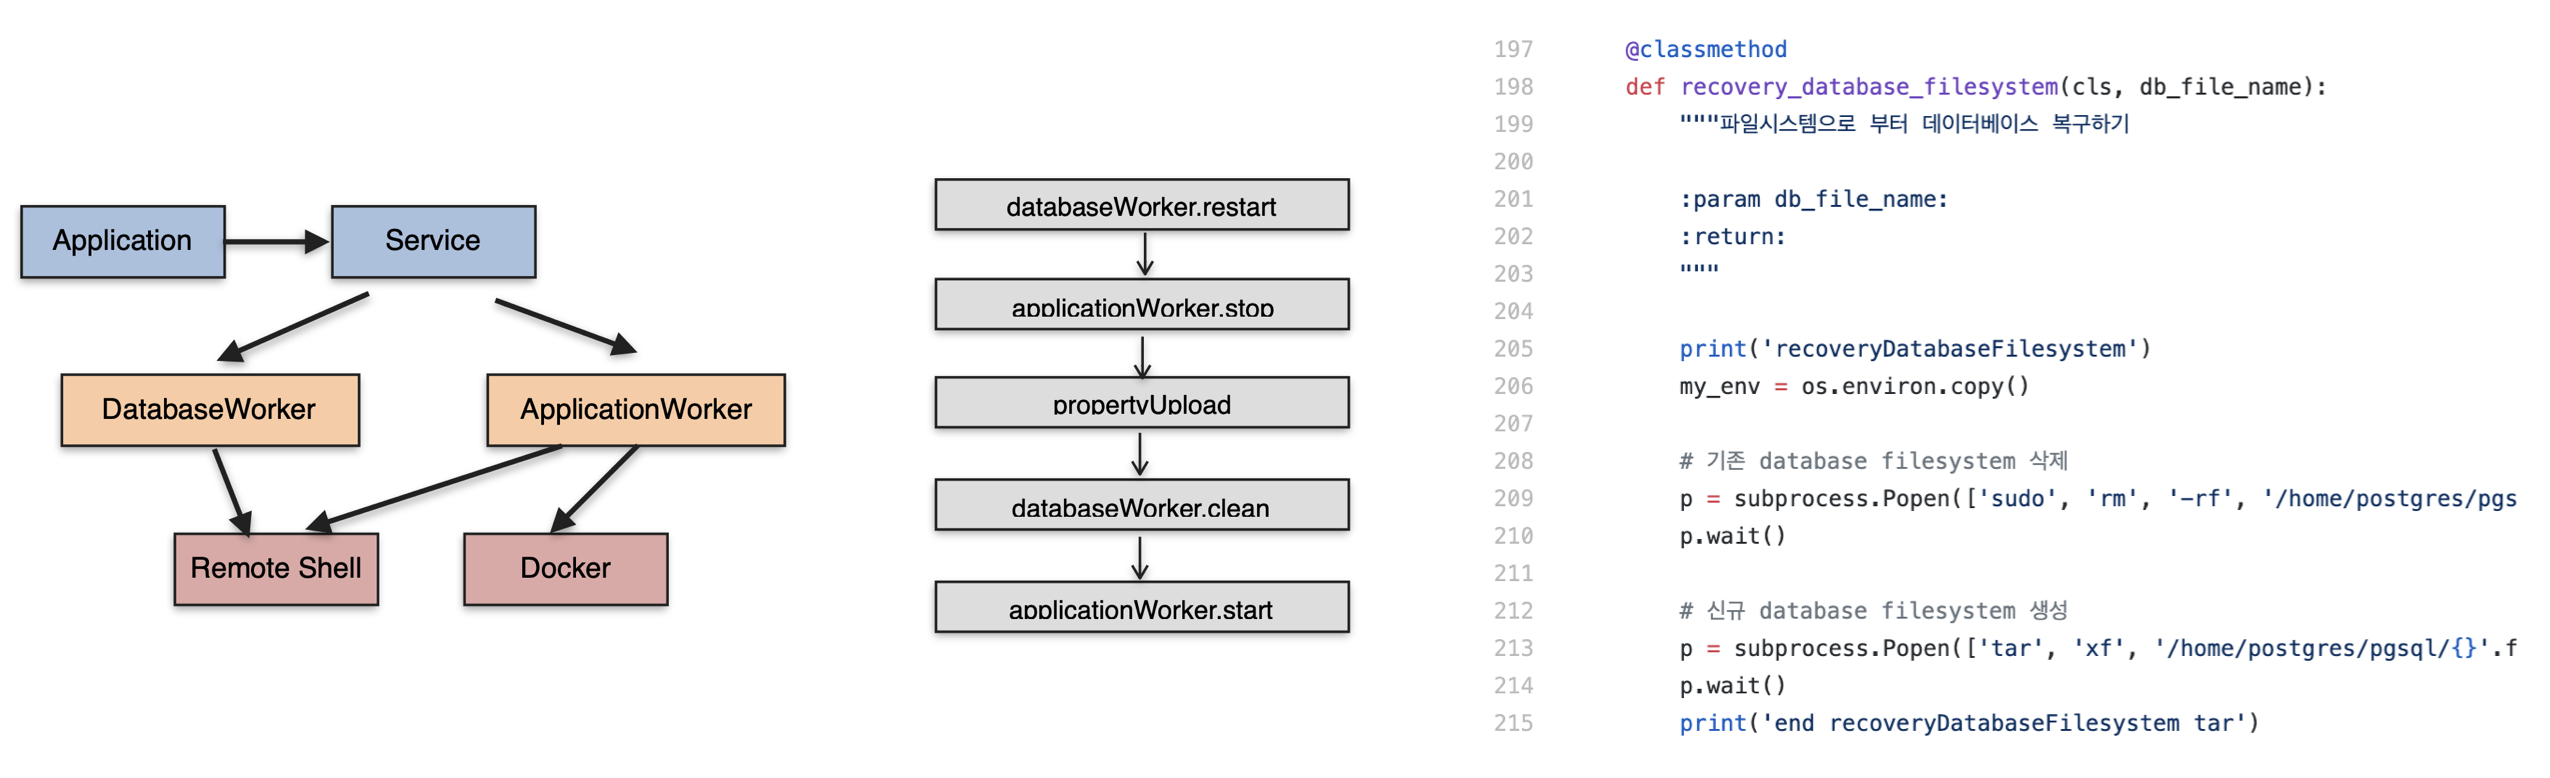 Application
Service
DatabaseWorker
ApplicationWorker
Remote Shell
Docker
databaseWorker.restart
applicationWorker.stop
propertyUpload
databaseWorker.clean
applicationWorker.start
197 @classmethod
198 def recovery_database_filesystem(cls, db_file_name):
199 """파일시스템으로 부터 데이터베이스 복구하기
200
201 :param db_file_name:
202 :return:
203 """
204
205 print('recoveryDatabaseFilesystem')
206 my_env = os.environ.copy()
207
208 # 기존 database filesystem 삭제
209 p = subprocess.Popen(['sudo', 'rm', '-rf', '/home/postgres/pgs
210 p.wait()
211
212 # 신규 database filesystem 생성
213 p = subprocess.Popen(['tar', 'xf', '/home/postgres/pgsql/{}'.f
214 p.wait()
215 print('end recoveryDatabaseFilesystem tar')